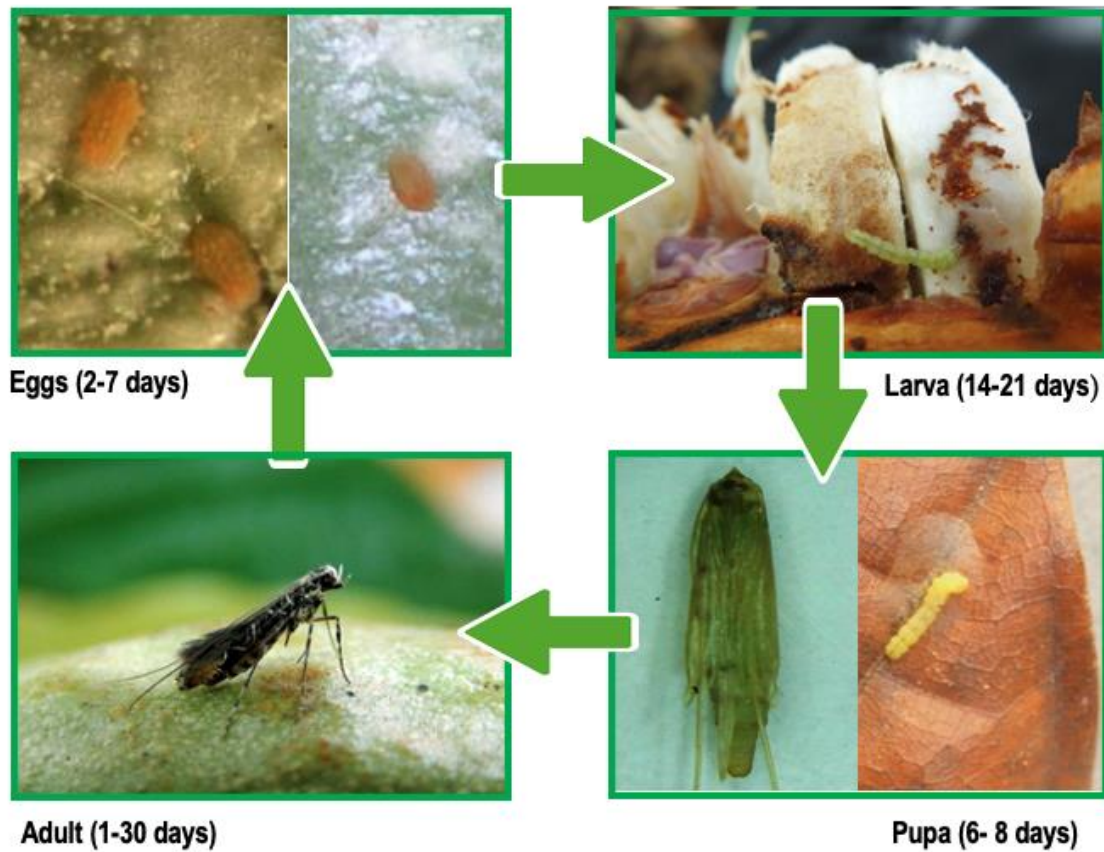 Eggs (2-7 days)
Larva (14-21 days)
Adult (1-30 days)
Pupa (6- 8 days)